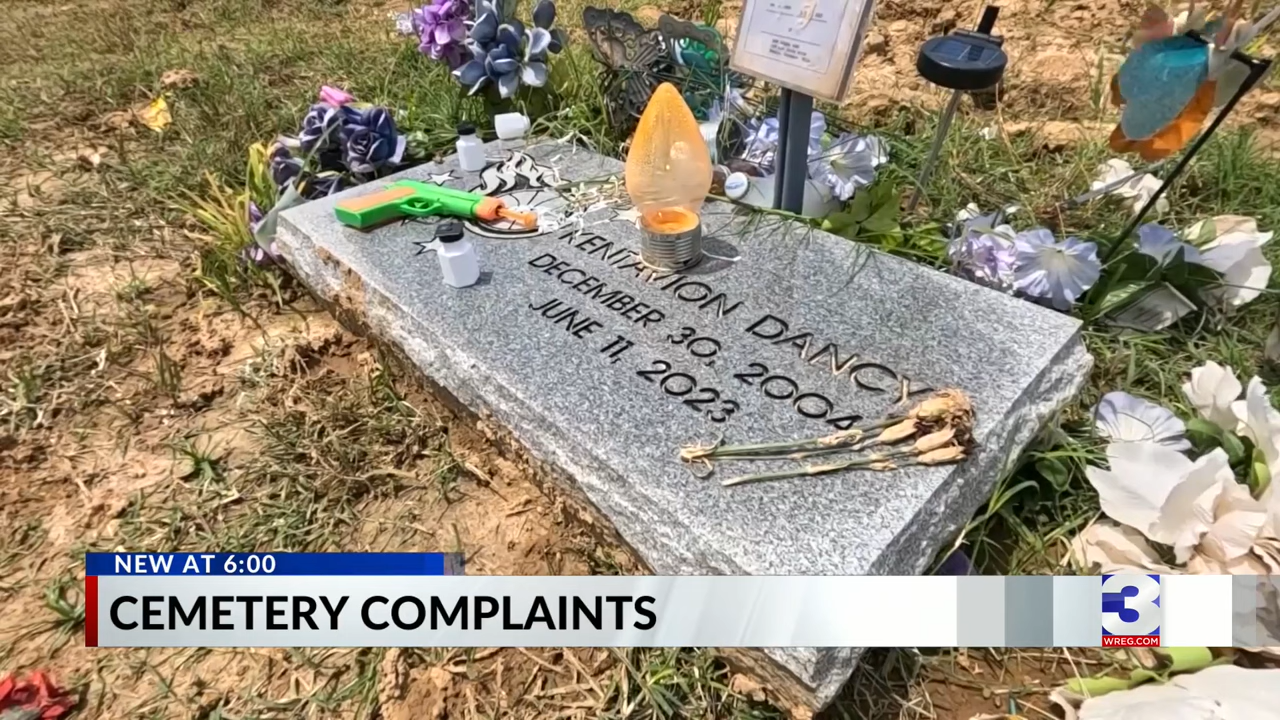 KENTAVION DANCY
DECEMBER 30, 2004
JUNE 11, 2023
NEW AT 6:00
CEMETERY COMPLAINTS
3
WREG.COM